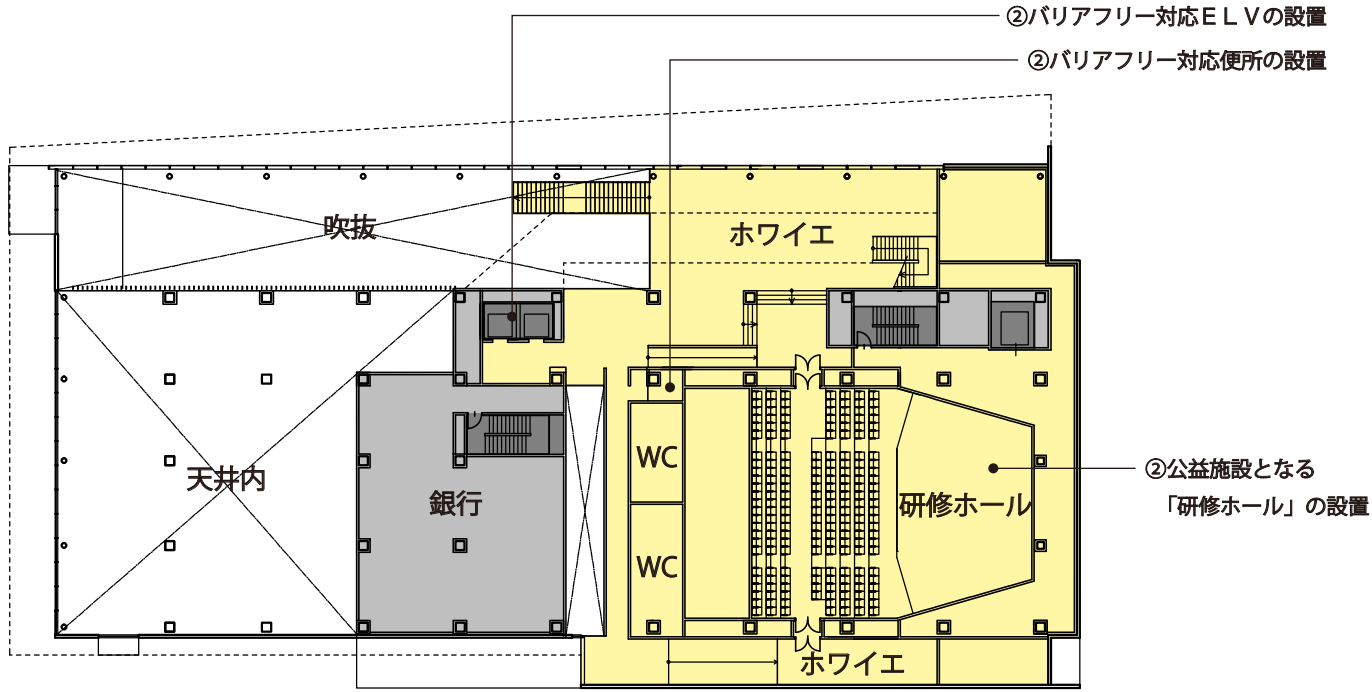 ②バリアフリー対応ＥＬＶの設置
②バリアフリー対応便所の設置
吹抜
ホワイエ
天井内
銀行
WC
WC
研修ホール
②公益施設となる
「研修ホール」の設置
ホワイエ